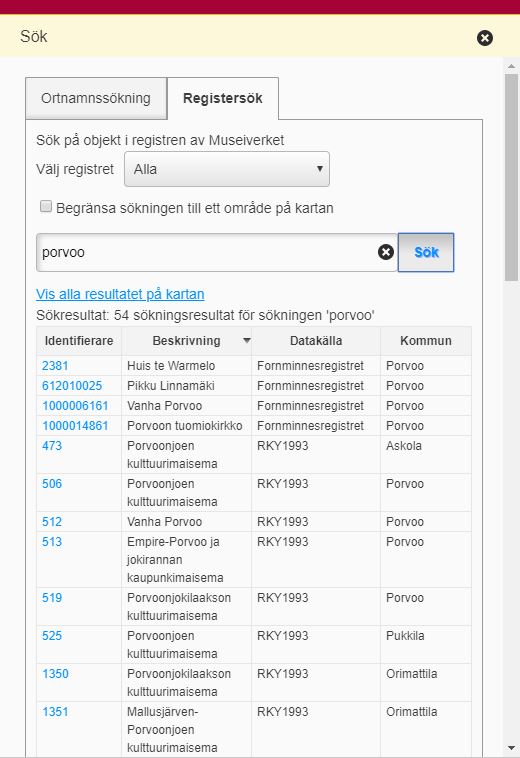 Sök
Ortnamnssökning Registersök
Sök på objekt i registren av Museiverket
Välj registret Alla
Begränsa sökningen till ett område på kartan
porvoo Sök
Vis alla resultatet på kartan
Sökresultat: 54 sökningsresultat för sökningen 'porvoo'
Identifierare Beskrivning Datakälla Kommun
2381 Huis te Warmelo Fornminnesregistret Porvoo
612010025 Pikku Linnamäki Fornminnesregistret Porvoo
1000006161 Vanha Porvoo Fornminnesregistret Porvoo
1000014861 Porvoon tuomiokirkko Fornminnesregistret Porvoo
473 Porvoonjoen RKY1993 Askola
kulttuurimaisema
506 Porvoonjoen RKY1993 Porvoo
kulttuurimaisema
512 Vanha Porvoo RKY1993 Porvoo
513 Empire-Porvoo ja RKY1993 Porvoo
jokirannan
kaupunkimaisema
519 Porvoonjokilaakson RKY1993 Porvoo
kulttuurimaisema
525 Porvoonjoen RKY1993 Pukkila
kulttuurimaisema
1350 Porvoonjokilaakson RKY1993 Orimattila
kulttuurimaisema
1351 Mallusjärven- RKY1993 Orimattila
Porvoonjoen
kulttuurimaisema